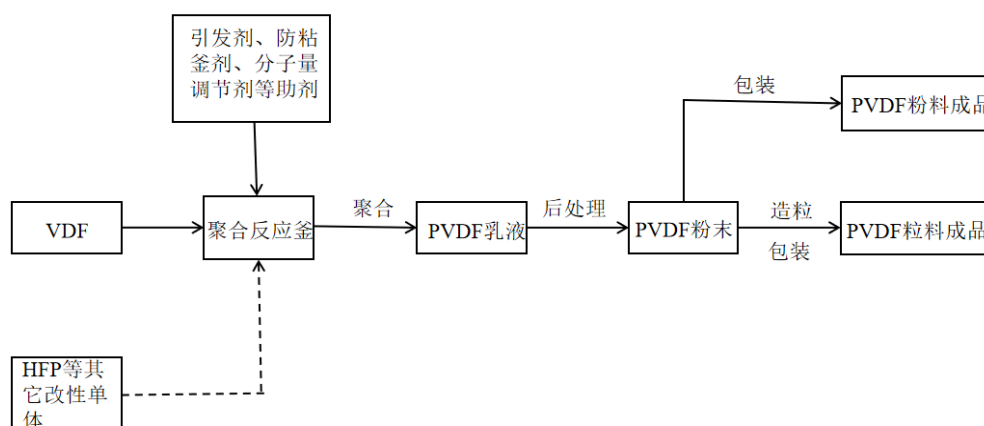 引发剂、防粘
釜剂、分子量
调节剂等助剂
包装
PVDF粉料成品
VDF
聚合反应釜
聚合
PVDF乳液
后处理
PVDF粉末
造粒
包装
PVDF粒料成品
HFP等其
它改性单
体